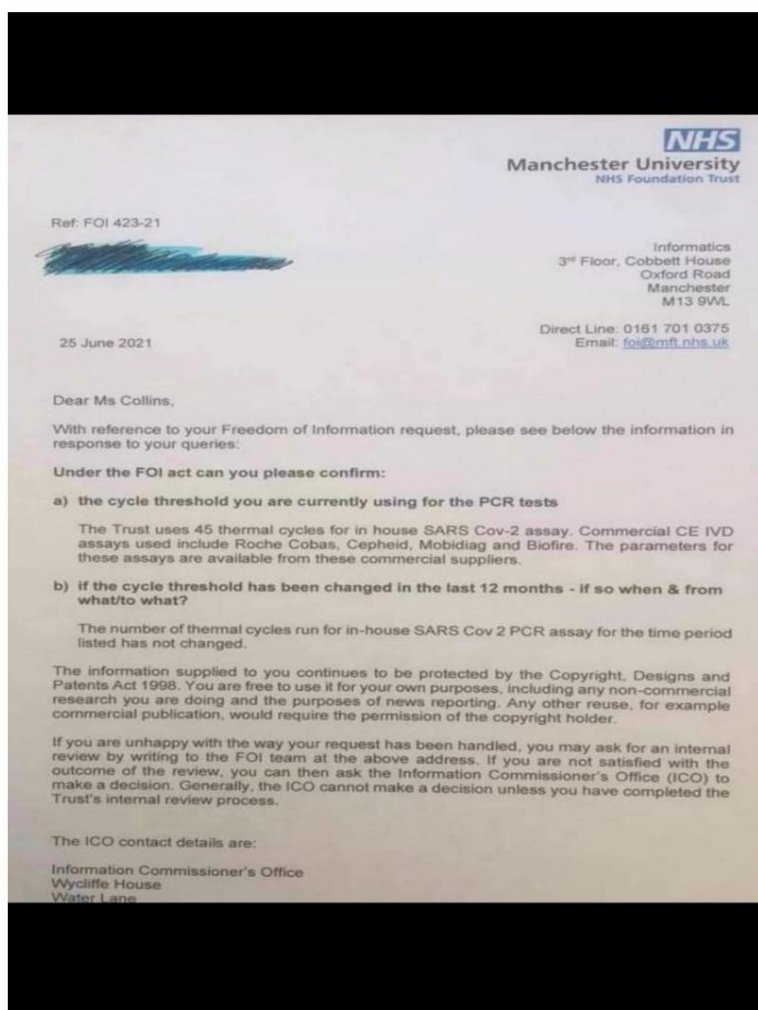 NHS
Manchester University
NHS Foundation Trust
Ref: FOI 423-21
Informatics
3rd Floor, Cobbett House
Oxford Road
Manchester
M13 9WL
Direct Line: 0161 701 0375
Email: foi@mft.nhs.uk
25 June 2021
Dear Ms Collins,
With reference to your Freedom of Information request, please see below the information in
response to your queries:
Under the FOI act can you please confirm:
a) the cycle threshold you are currently using for the PCR tests
The Trust uses 45 thermal cycles for in house SARS Cov-2 assay. Commercial CE IVD
assays used include Roche Cobas, Cepheid, Mobidiag and Biofire. The parameters for
these assays are available from these commercial suppliers.
b) if the cycle threshold has been changed in the last 12 months - if so when & from
what/to what?
The number of thermal cycles run for in-house SARS Cov 2 PCR assay for the time period
listed has not changed.
The information supplied to you continues to be protected by the Copyright, Designs and
Patents Act 1998. You are free to use it for your own purposes, including any non-commercial
research you are doing and the purposes of news reporting. Any other reuse, for example
commercial publication, would require the permission of the copyright holder.
If you are unhappy with the way your request has been handled, you may ask for an internal
review by writing to the FOI team at the above address. If you are not satisfied with the
outcome of the review, you can then ask the Information Commissioner's Office (ICO) to
make a decision. Generally, the ICO cannot make a decision unless you have completed the
Trust's internal review process.
The ICO contact details are:
Information Commissioner's Office
Wycliffe House
Water Lane